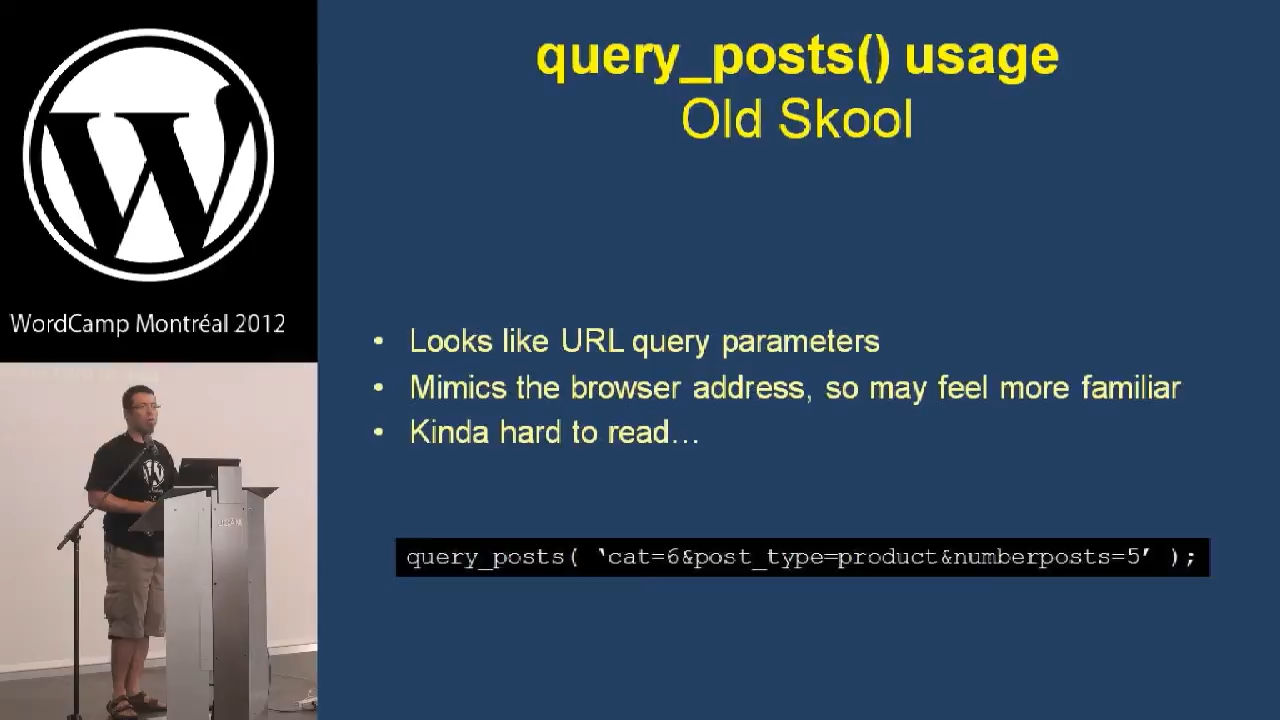 query_posts() usage
Old Skool
WordCamp Montréal 2012
• Looks like URL query parameters
• Mimics the browser address, so may feel more familiar
• Kinda hard to read…
UQAM
query_posts( ‘cat=6&post_type=product&numberposts=5’ );